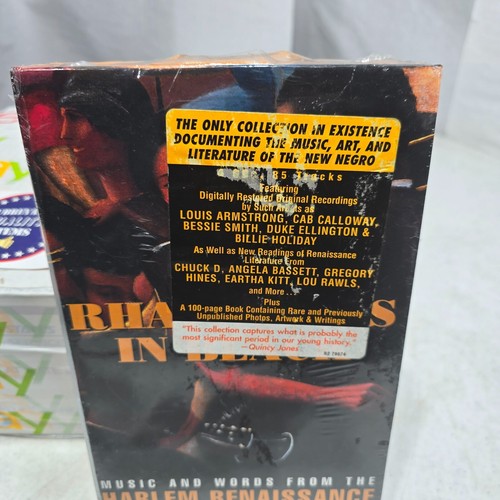 THE ONLY COLLECTION IN EXISTENCE
DOCUMENTING THE MUSIC, ART, AND
LITERATURE OF THE NEW NEGRO
85 Tracks
Featuring
Digitally Restored Original Recordings
by Such Artists as
LOUIS ARMSTRONG, CAB CALLOWAY,
BESSIE SMITH, DUKE ELLINGTON &
BILLIE HOLIDAY
As Well as New Readings of Renaissance
Literature From
CHUCK D, ANGELA BASSETT, GREGORY
HINES, EARTHA KITT, LOU RAWLS,
and More...
Plus
A 100-page Book Containing Rare and Previously
Unpublished Photos, Artwork & Writings
"This collection captures what is probably the
most significant period in our young history."
—Quincy Jones
R2 79874
RHA S
IN BLA
MUSIC AND WORDS FROM THE
HARLEM RENAISSANCE